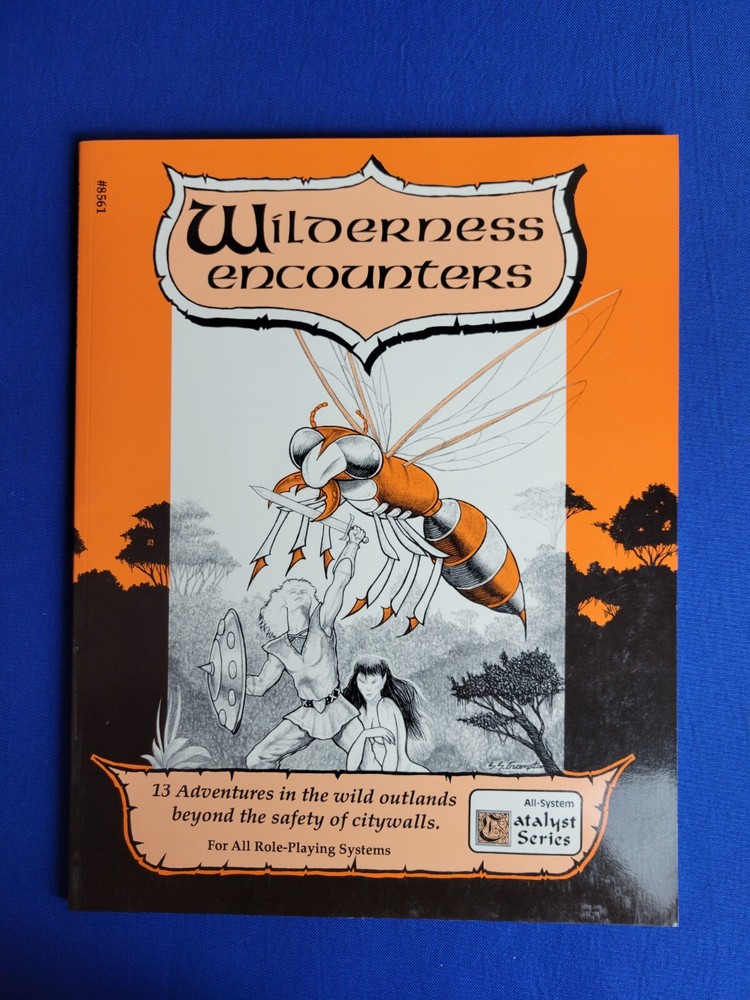 #8561
Wilderness
encounters
13 Adventures in the wild outlands
beyond the safety of citywalls.
For All Role-Playing Systems
All-System
Catalyst
Series